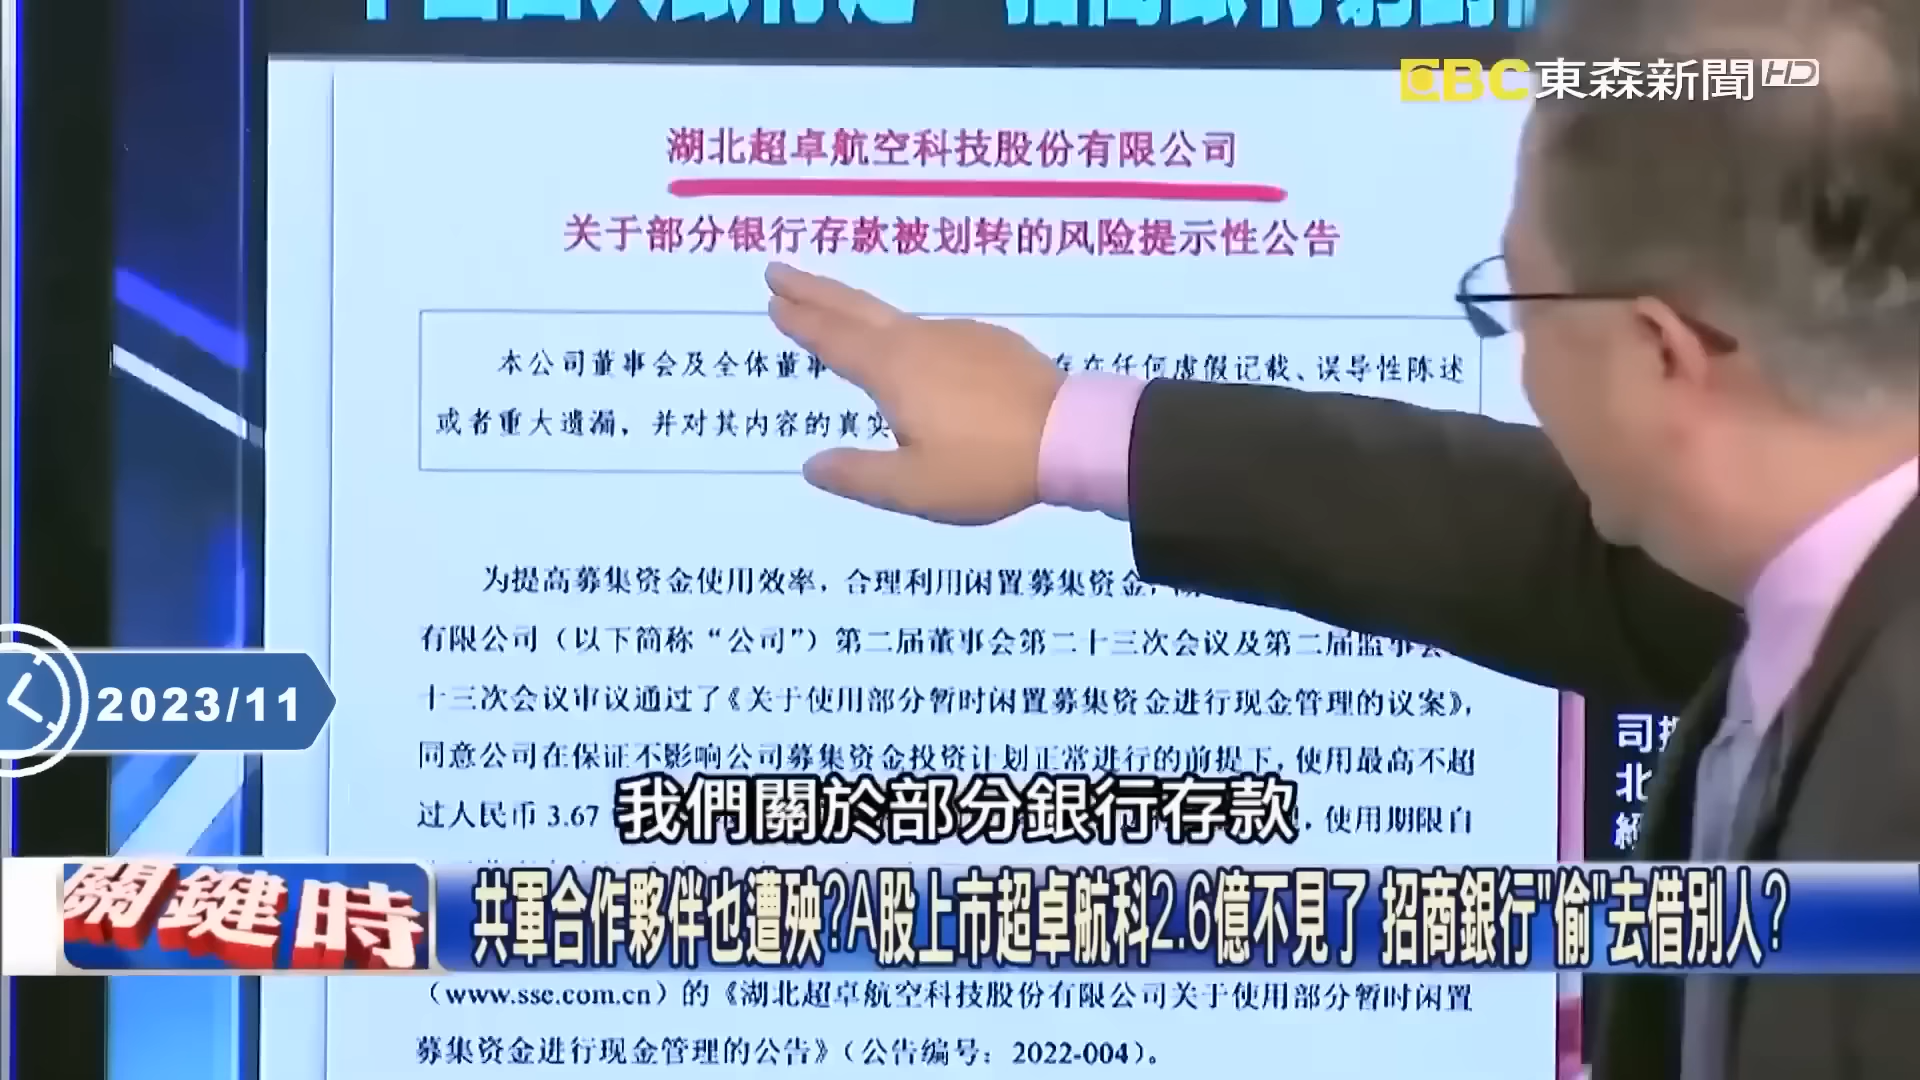 EBC東森新聞HD
湖北超卓航空科技股份有限公司
关于部分银行存款被划转的风险提示性公告
本公司董事会及全体董事 任何虚假记载、误导性陈述
或者重大遗漏，并对其内容的真实
为提高募集资金使用效率，合理利用闲置募集资金，
有限公司（以下简称“公司”）第二届董事会第二十三次会议及第二届监事会
十三次会议审议通过了《关于使用部分暂时闲置募集资金进行现金管理的议案》，
同意公司在保证不影响公司募集资金投资计划正常进行的前提下，使用最高不超
过人民币 3.67 ，使用期限自
2023/11
司
北
我們關於部分銀行存款
關鍵時
共軍合作夥伴也遭殃?A股上市超卓航科2.6億不見了 招商銀行"偷"去借別人?
（www.sse.com.cn）的《湖北超卓航空科技股份有限公司关于使用部分暂时闲置
募集资金进行现金管理的公告》（公告编号：2022-004）。